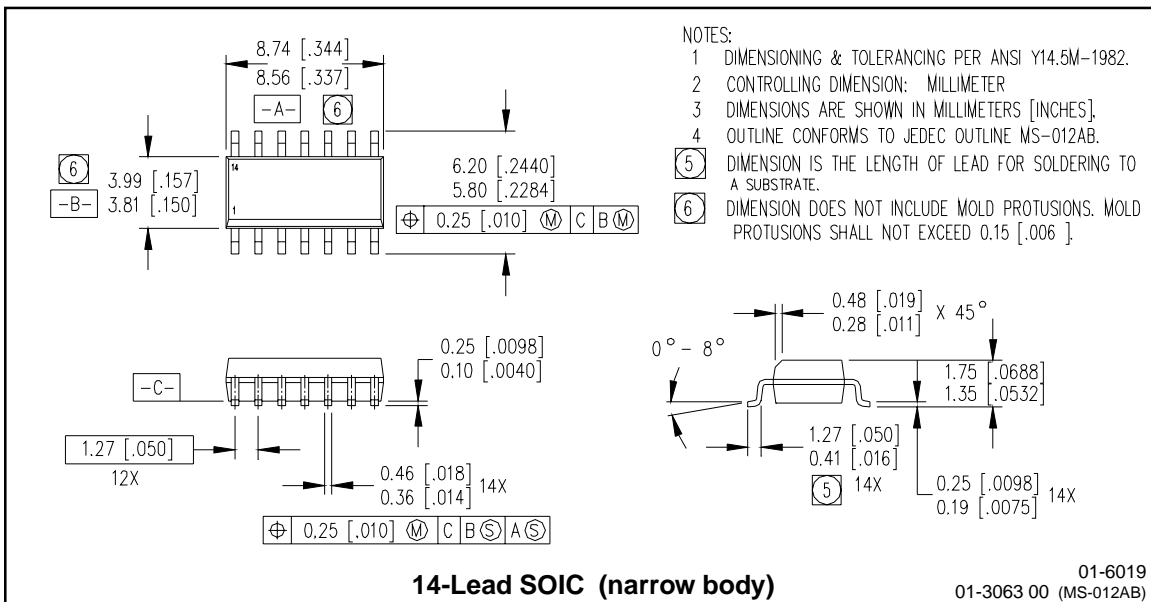 8.74 [.344]
8.56 [.337]
-A- 6
14
1
6
3.99 [.157]
3.81 [.150]
-B-
6.20 [.2440]
5.80 [.2284]
⌖ 0.25 [.010] Ⓜ C B Ⓜ
NOTES:
1 DIMENSIONING & TOLERANCING PER ANSI Y14.5M-1982.
2 CONTROLLING DIMENSION: MILLIMETER
3 DIMENSIONS ARE SHOWN IN MILLIMETERS [INCHES].
4 OUTLINE CONFORMS TO JEDEC OUTLINE MS-012AB.
5 DIMENSION IS THE LENGTH OF LEAD FOR SOLDERING TO
A SUBSTRATE.
6 DIMENSION DOES NOT INCLUDE MOLD PROTUSIONS. MOLD
PROTUSIONS SHALL NOT EXCEED 0.15 [.006 ].
-C-
0.25 [.0098]
0.10 [.0040]
1.27 [.050]
12X
0.46 [.018]
0.36 [.014] 14X
⌖ 0.25 [.010] Ⓜ C B Ⓢ A Ⓢ
0.48 [.019]
0.28 [.011] X 45°
0° - 8°
1.75 [.0688]
1.35 [.0532]
1.27 [.050]
0.41 [.016]
5 14X
0.25 [.0098]
0.19 [.0075] 14X
14-Lead SOIC (narrow body)
01-6019
01-3063 00 (MS-012AB)